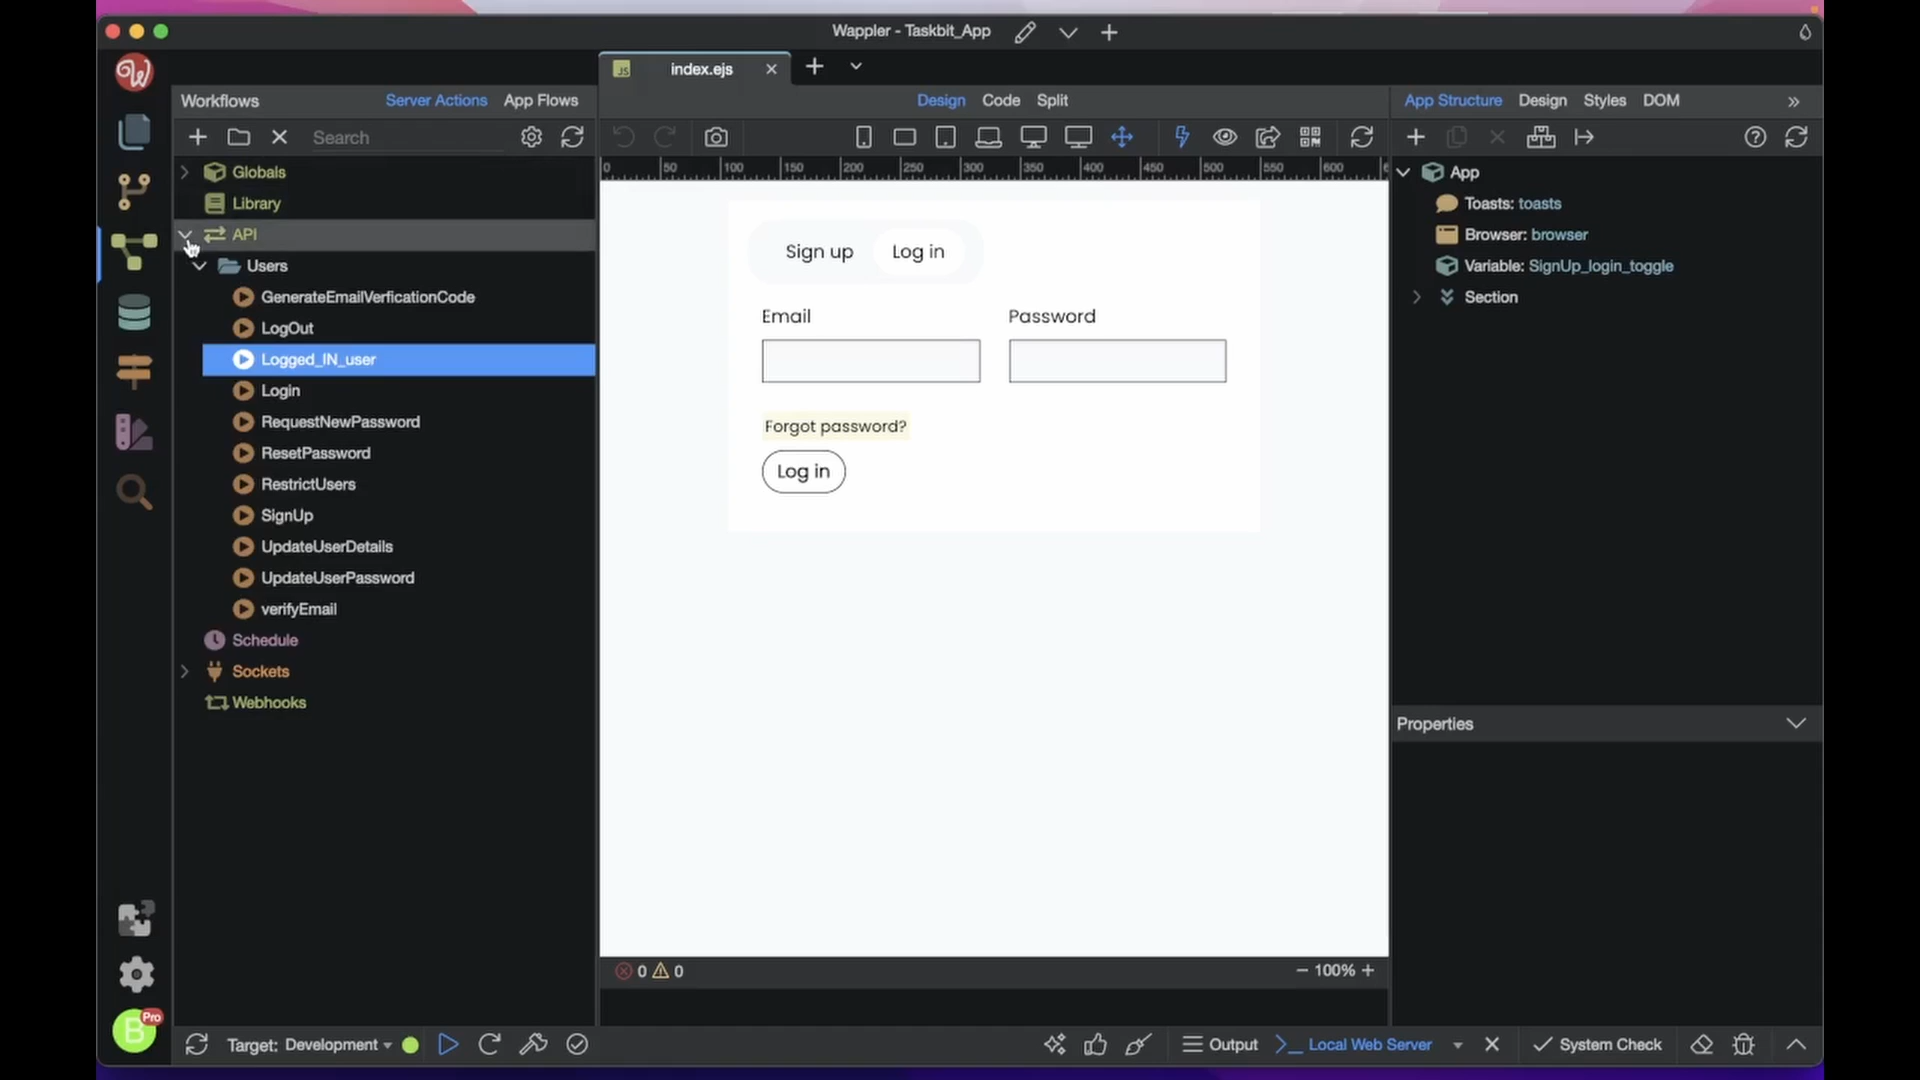 Wappler - Taskbit_App
index.ejs
JS
Workflows
Server Actions
App Flows
Design
Code
Split
App Structure
Design
Styles
DOM
Search
0
50
100
150
200
250
300
350
400
450
500
550
600
Globals
Library
API
Users
GenerateEmailVerficationCode
LogOut
Logged_IN_user
Login
RequestNewPassword
ResetPassword
RestrictUsers
SignUp
UpdateUserDetails
UpdateUserPassword
verifyEmail
Schedule
Sockets
Webhooks
Sign up
Log in
Email
Password
Forgot password?
Log in
App
Toasts: toasts
Browser: browser
Variable: SignUp_login_toggle
Section
Properties
0
0
100%
B
Pro
Target: Development
Output
Local Web Server
System Check